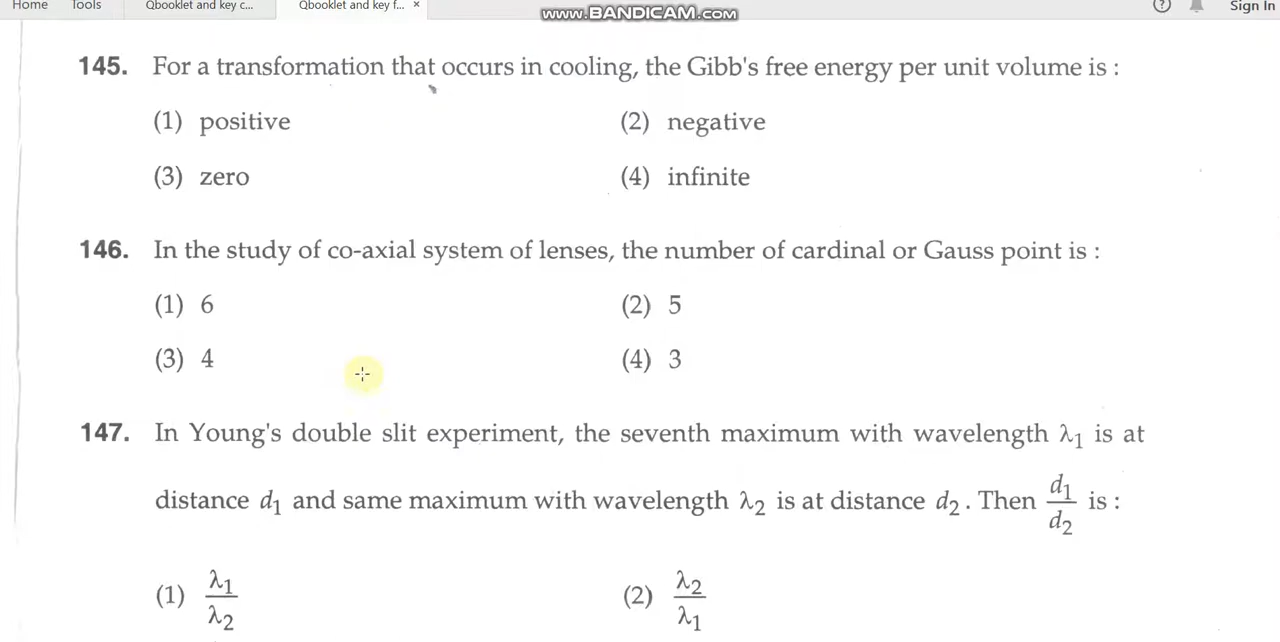 Home Tools Qbooklet and key c... Qbooklet and key f... × Sign In
www.BANDICAM.com
145. For a transformation that occurs in cooling, the Gibb's free energy per unit volume is :
(1) positive (2) negative
(3) zero (4) infinite
146. In the study of co-axial system of lenses, the number of cardinal or Gauss point is :
(1) 6 (2) 5
(3) 4 (4) 3
147. In Young's double slit experiment, the seventh maximum with wavelength λ₁ is at
distance d₁ and same maximum with wavelength λ₂ is at distance d₂. Then d₁/d₂ is :
(1) λ₁/λ₂ (2) λ₂/λ₁